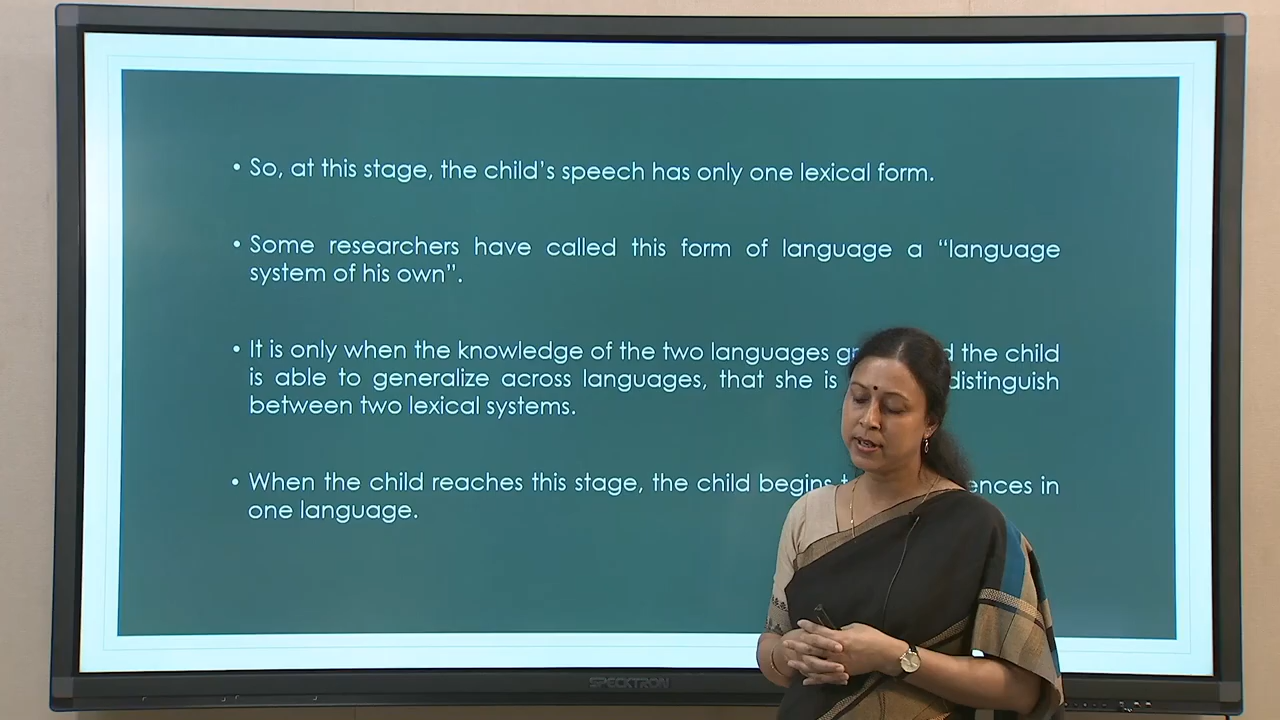 • So, at this stage, the child’s speech has only one lexical form.
• Some researchers have called this form of language a “language
system of his own”.
• It is only when the knowledge of the two languages d the child
is able to generalize across languages, that she is distinguish
between two lexical systems.
• When the child reaches this stage, the child begins ences in
one language.
SPECKTRON